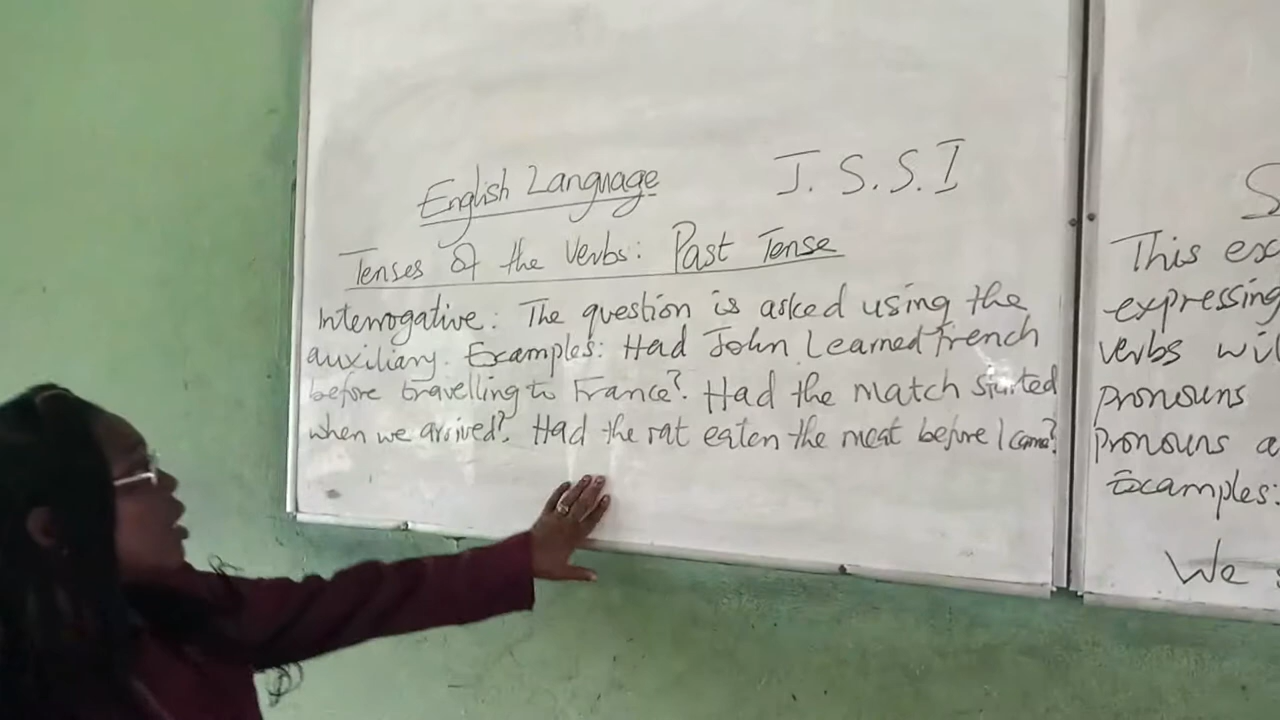 English Language
J.S.S.I
Tenses of the verbs: Past Tense
Interrogative: The question is asked using the
auxiliary. Examples: Had John learned french
before travelling to France? Had the match started
when we arrived? Had the rat eaten the meat before I came?
S
This ex
expressing
verbs wil
pronouns
pronouns a
Examples:
We